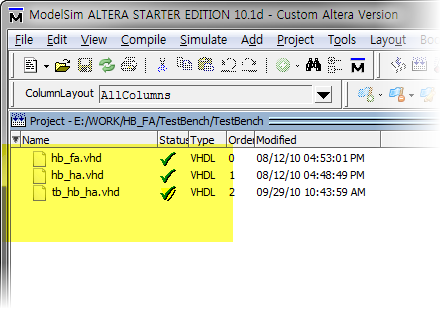 ModelSim ALTERA STARTER EDITION 10.1d - Custom Altera Version
File Edit View Compile Simulate Add Project Tools Layout
ColumnLayout AllColumns
Project - E:/WORK/HB_FA/TestBench/TestBench
Name Status Type Order Modified
hb_fa.vhd VHDL 0 08/12/10 04:53:01 PM
hb_ha.vhd VHDL 1 08/12/10 04:48:49 PM
tb_hb_ha.vhd VHDL 2 09/29/10 10:43:59 AM